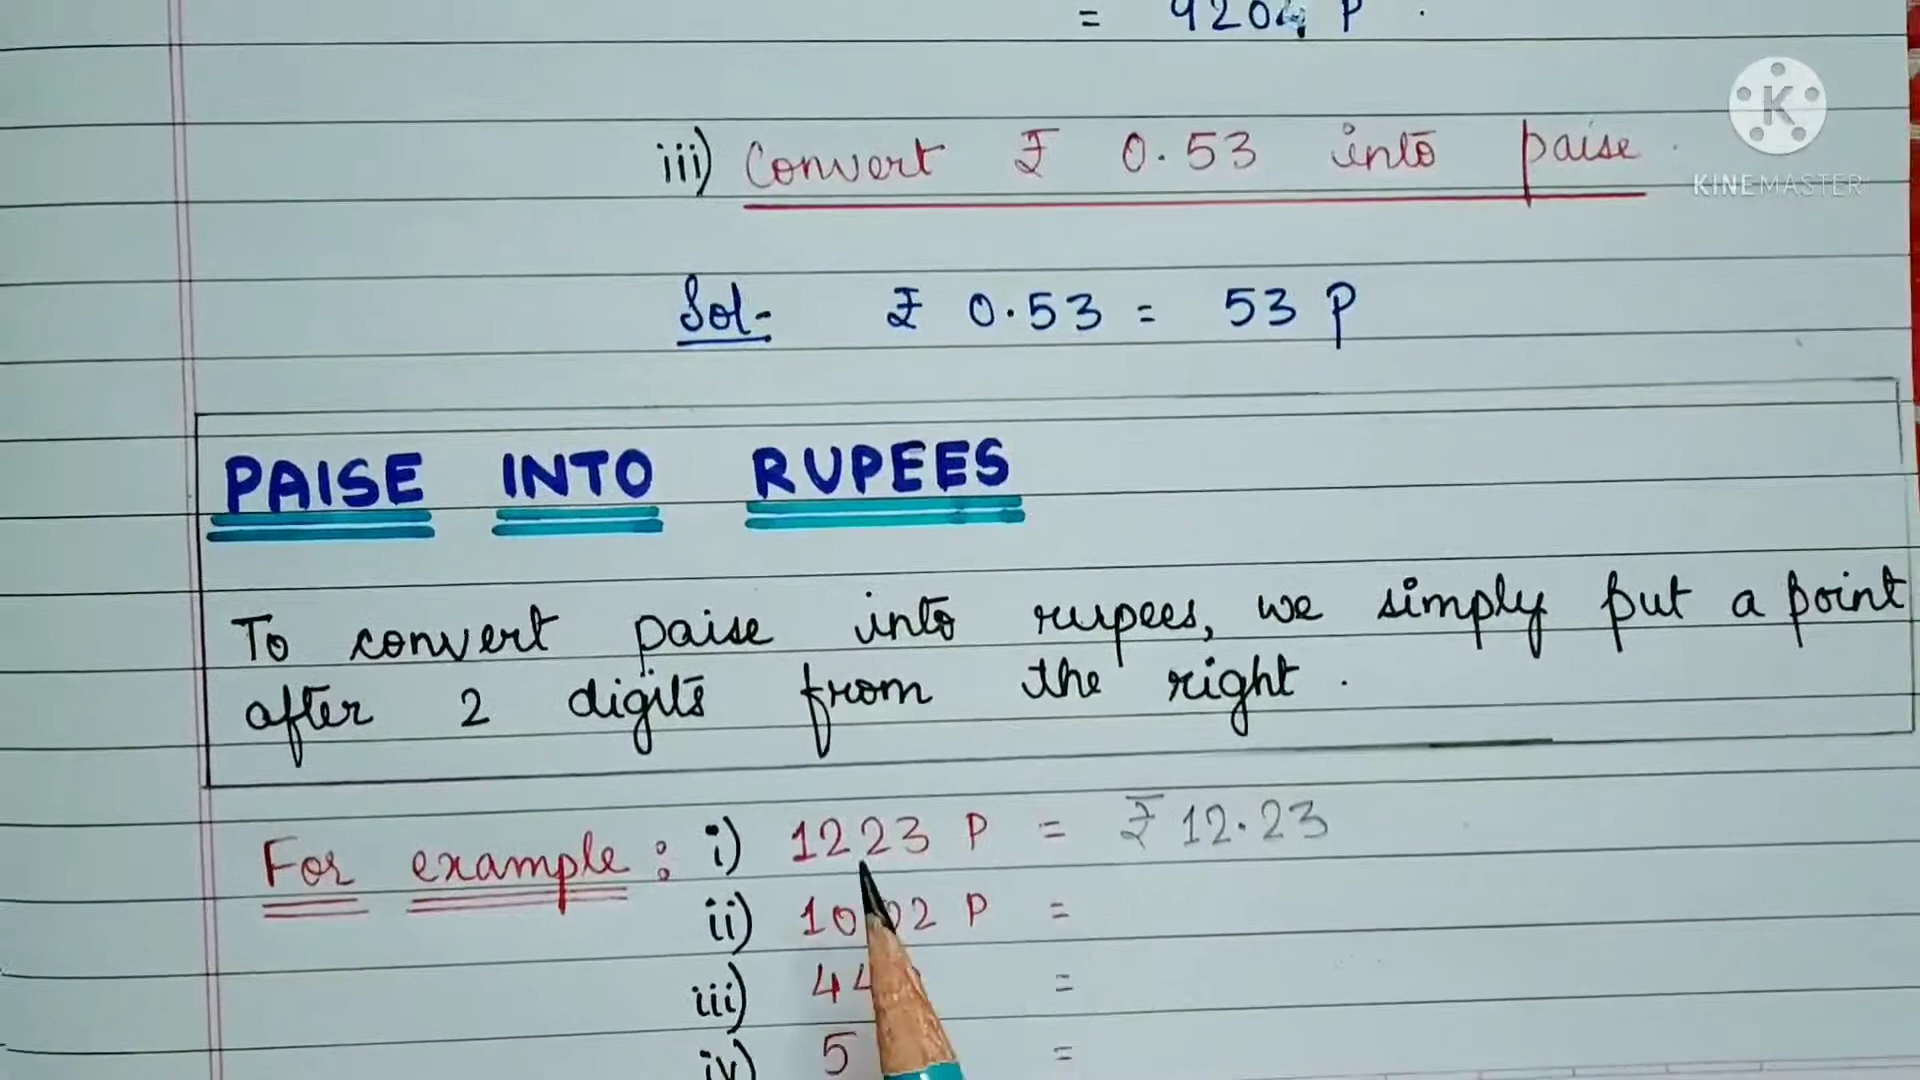 = 9204 P .
iii) Convert ₹ 0.53 into paise .
KINEMASTER
Sol- ₹ 0.53 = 53 P
PAISE INTO RUPEES
To convert paise into rupees, we simply put a point
after 2 digits from the right .
For example : i) 1223 P = ₹ 12.23
ii) P =
iii) =
iv) 5 =